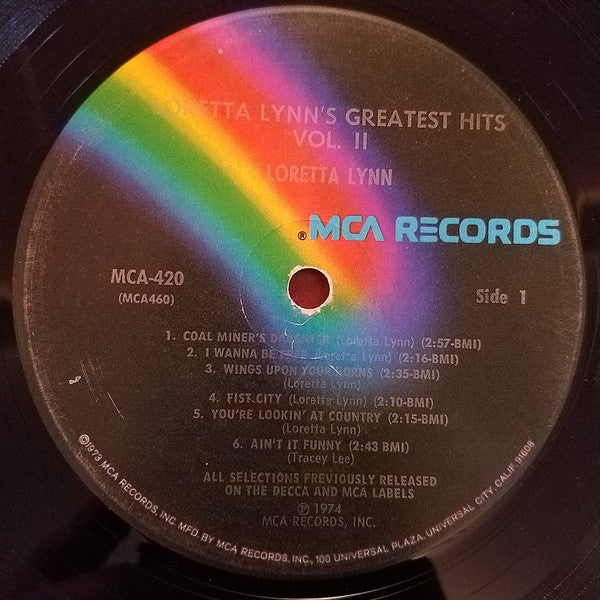 LORETTA LYNN'S GREATEST HITS
VOL. II
LORETTA LYNN
® MCA RECORDS
MCA-420
(MCA460)
Side 1
1. COAL MINER'S DAUGHTER (Loretta Lynn) (2:57-BMI)
2. I WANNA BE FREE (Loretta Lynn) (2:16-BMI)
3. WINGS UPON YOUR HORNS (2:35-BMI)
(Loretta Lynn)
4. FIST CITY (Loretta Lynn) (2:10-BMI)
5. YOU'RE LOOKIN' AT COUNTRY (2:15-BMI)
(Loretta Lynn)
6. AIN'T IT FUNNY (2:43 BMI)
(Tracey Lee)
ALL SELECTIONS PREVIOUSLY RELEASED
ON THE DECCA AND MCA LABELS
℗ 1974
MCA RECORDS, INC.
©1973 MCA RECORDS, INC MFD. BY MCA RECORDS, INC., 100 UNIVERSAL PLAZA, UNIVERSAL CITY, CALIF. 91608